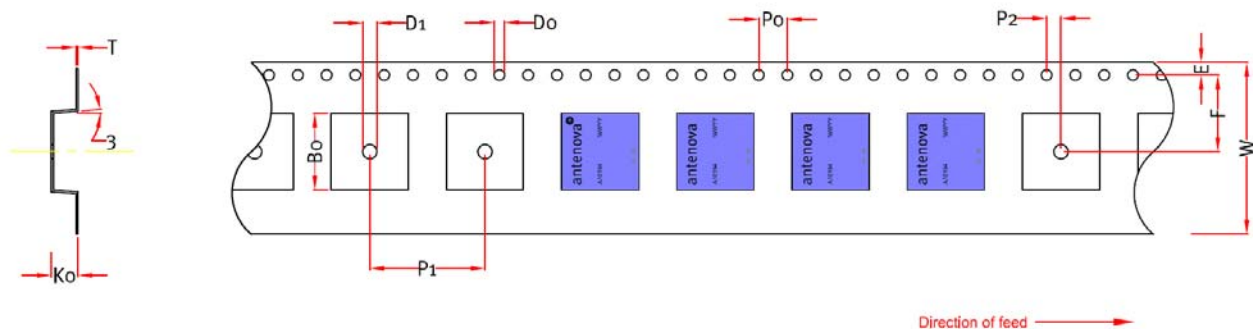 T
3
Ko
D1
Do
Po
P2
E
F
W
Bo
antenova
antenova
antenova
antenova
P1
Direction of feed